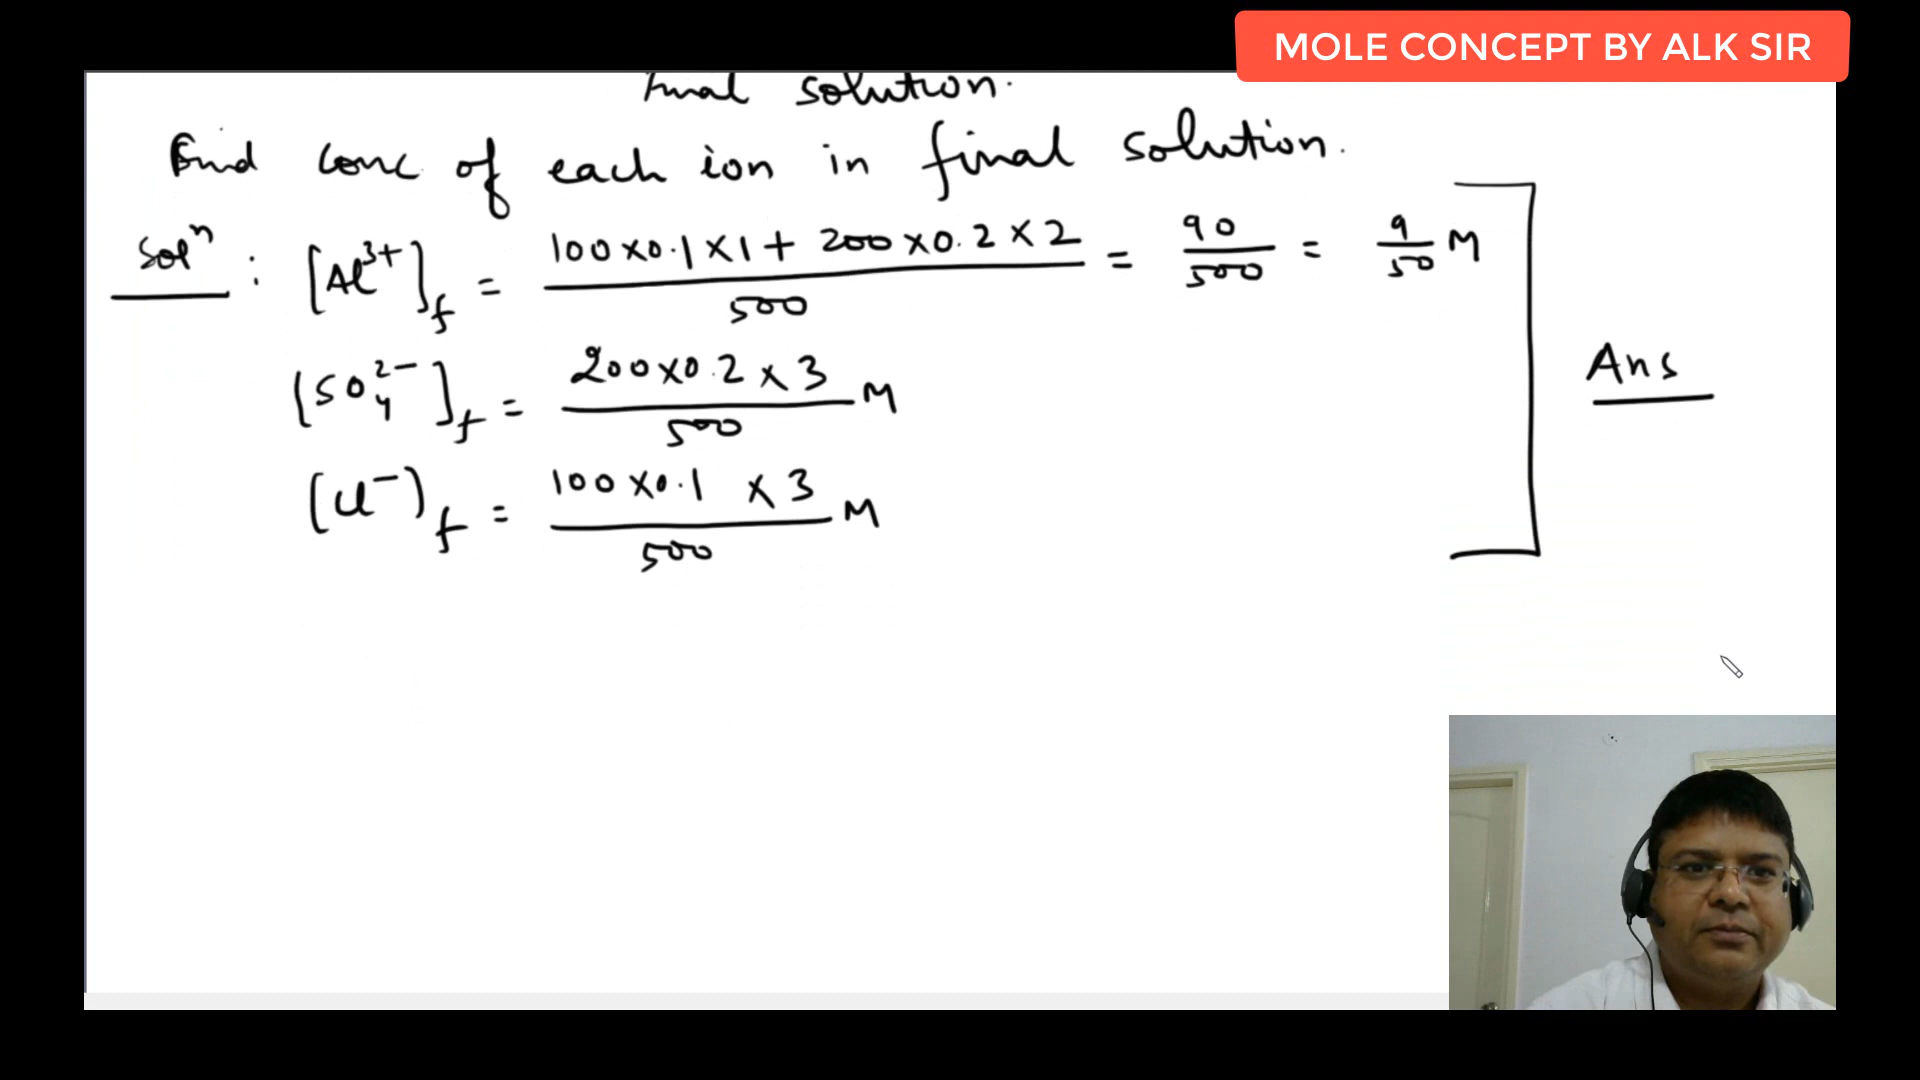 MOLE CONCEPT BY ALK SIR
final solution.
Find conc of each ion in final solution.
Solⁿ : [Al³⁺]f = 100×0.1×1 + 200×0.2×2 / 500 = 90/500 = 9/50 M
[SO₄²⁻]f = 200×0.2×3 / 500 M
(Cl⁻)f = 100×0.1×3 / 500 M
Ans